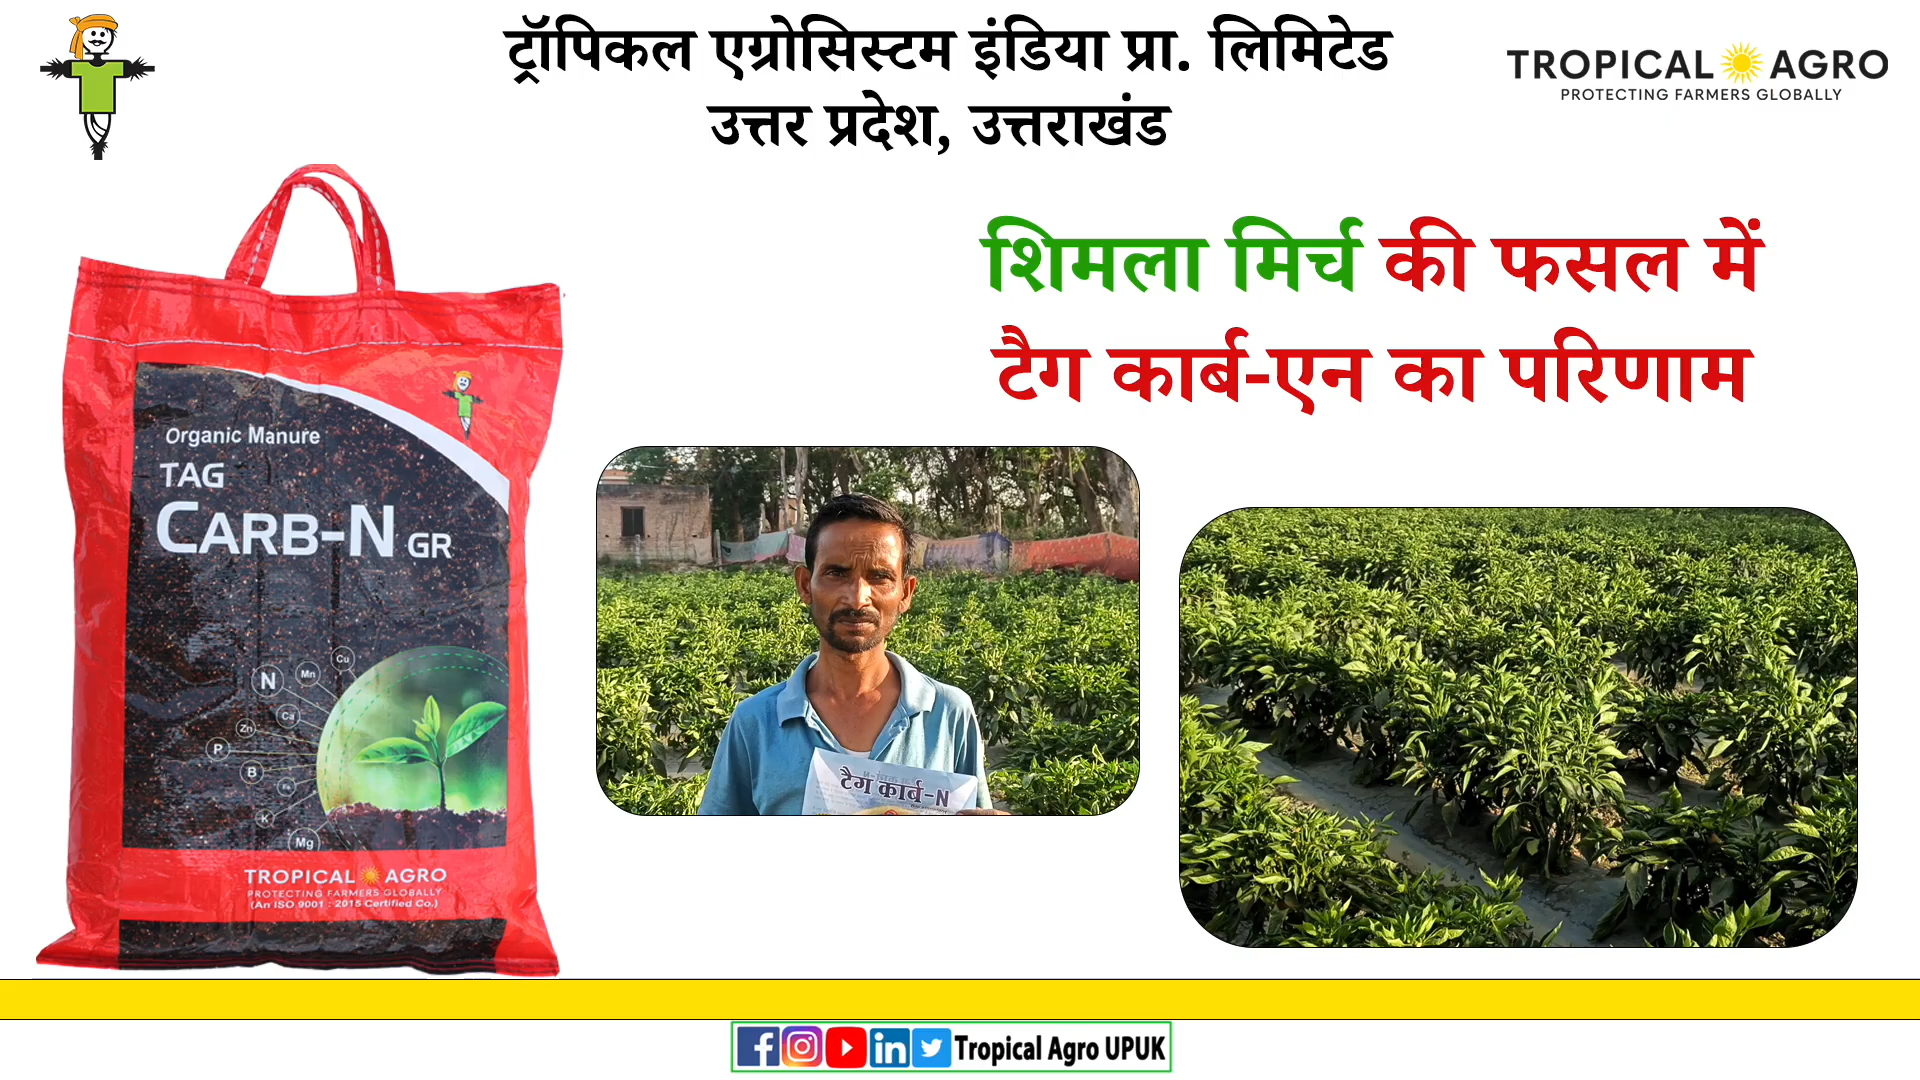 ट्रॉपिकल एग्रोसिस्टम इंडिया प्रा. लिमिटेड
उत्तर प्रदेश, उत्तराखंड
TROPICAL AGRO
PROTECTING FARMERS GLOBALLY
शिमला मिर्च की फसल में
टैग कार्ब-एन का परिणाम
Organic Manure
TAG
CARB-N GR
Cu
Mn
N
Ca
Zn
P
B
K
Mg
TROPICAL AGRO
PROTECTING FARMERS GLOBALLY
(An ISO 9001 : 2015 Certified Co.)
टैग कार्ब-N
Tropical Agro UPUK